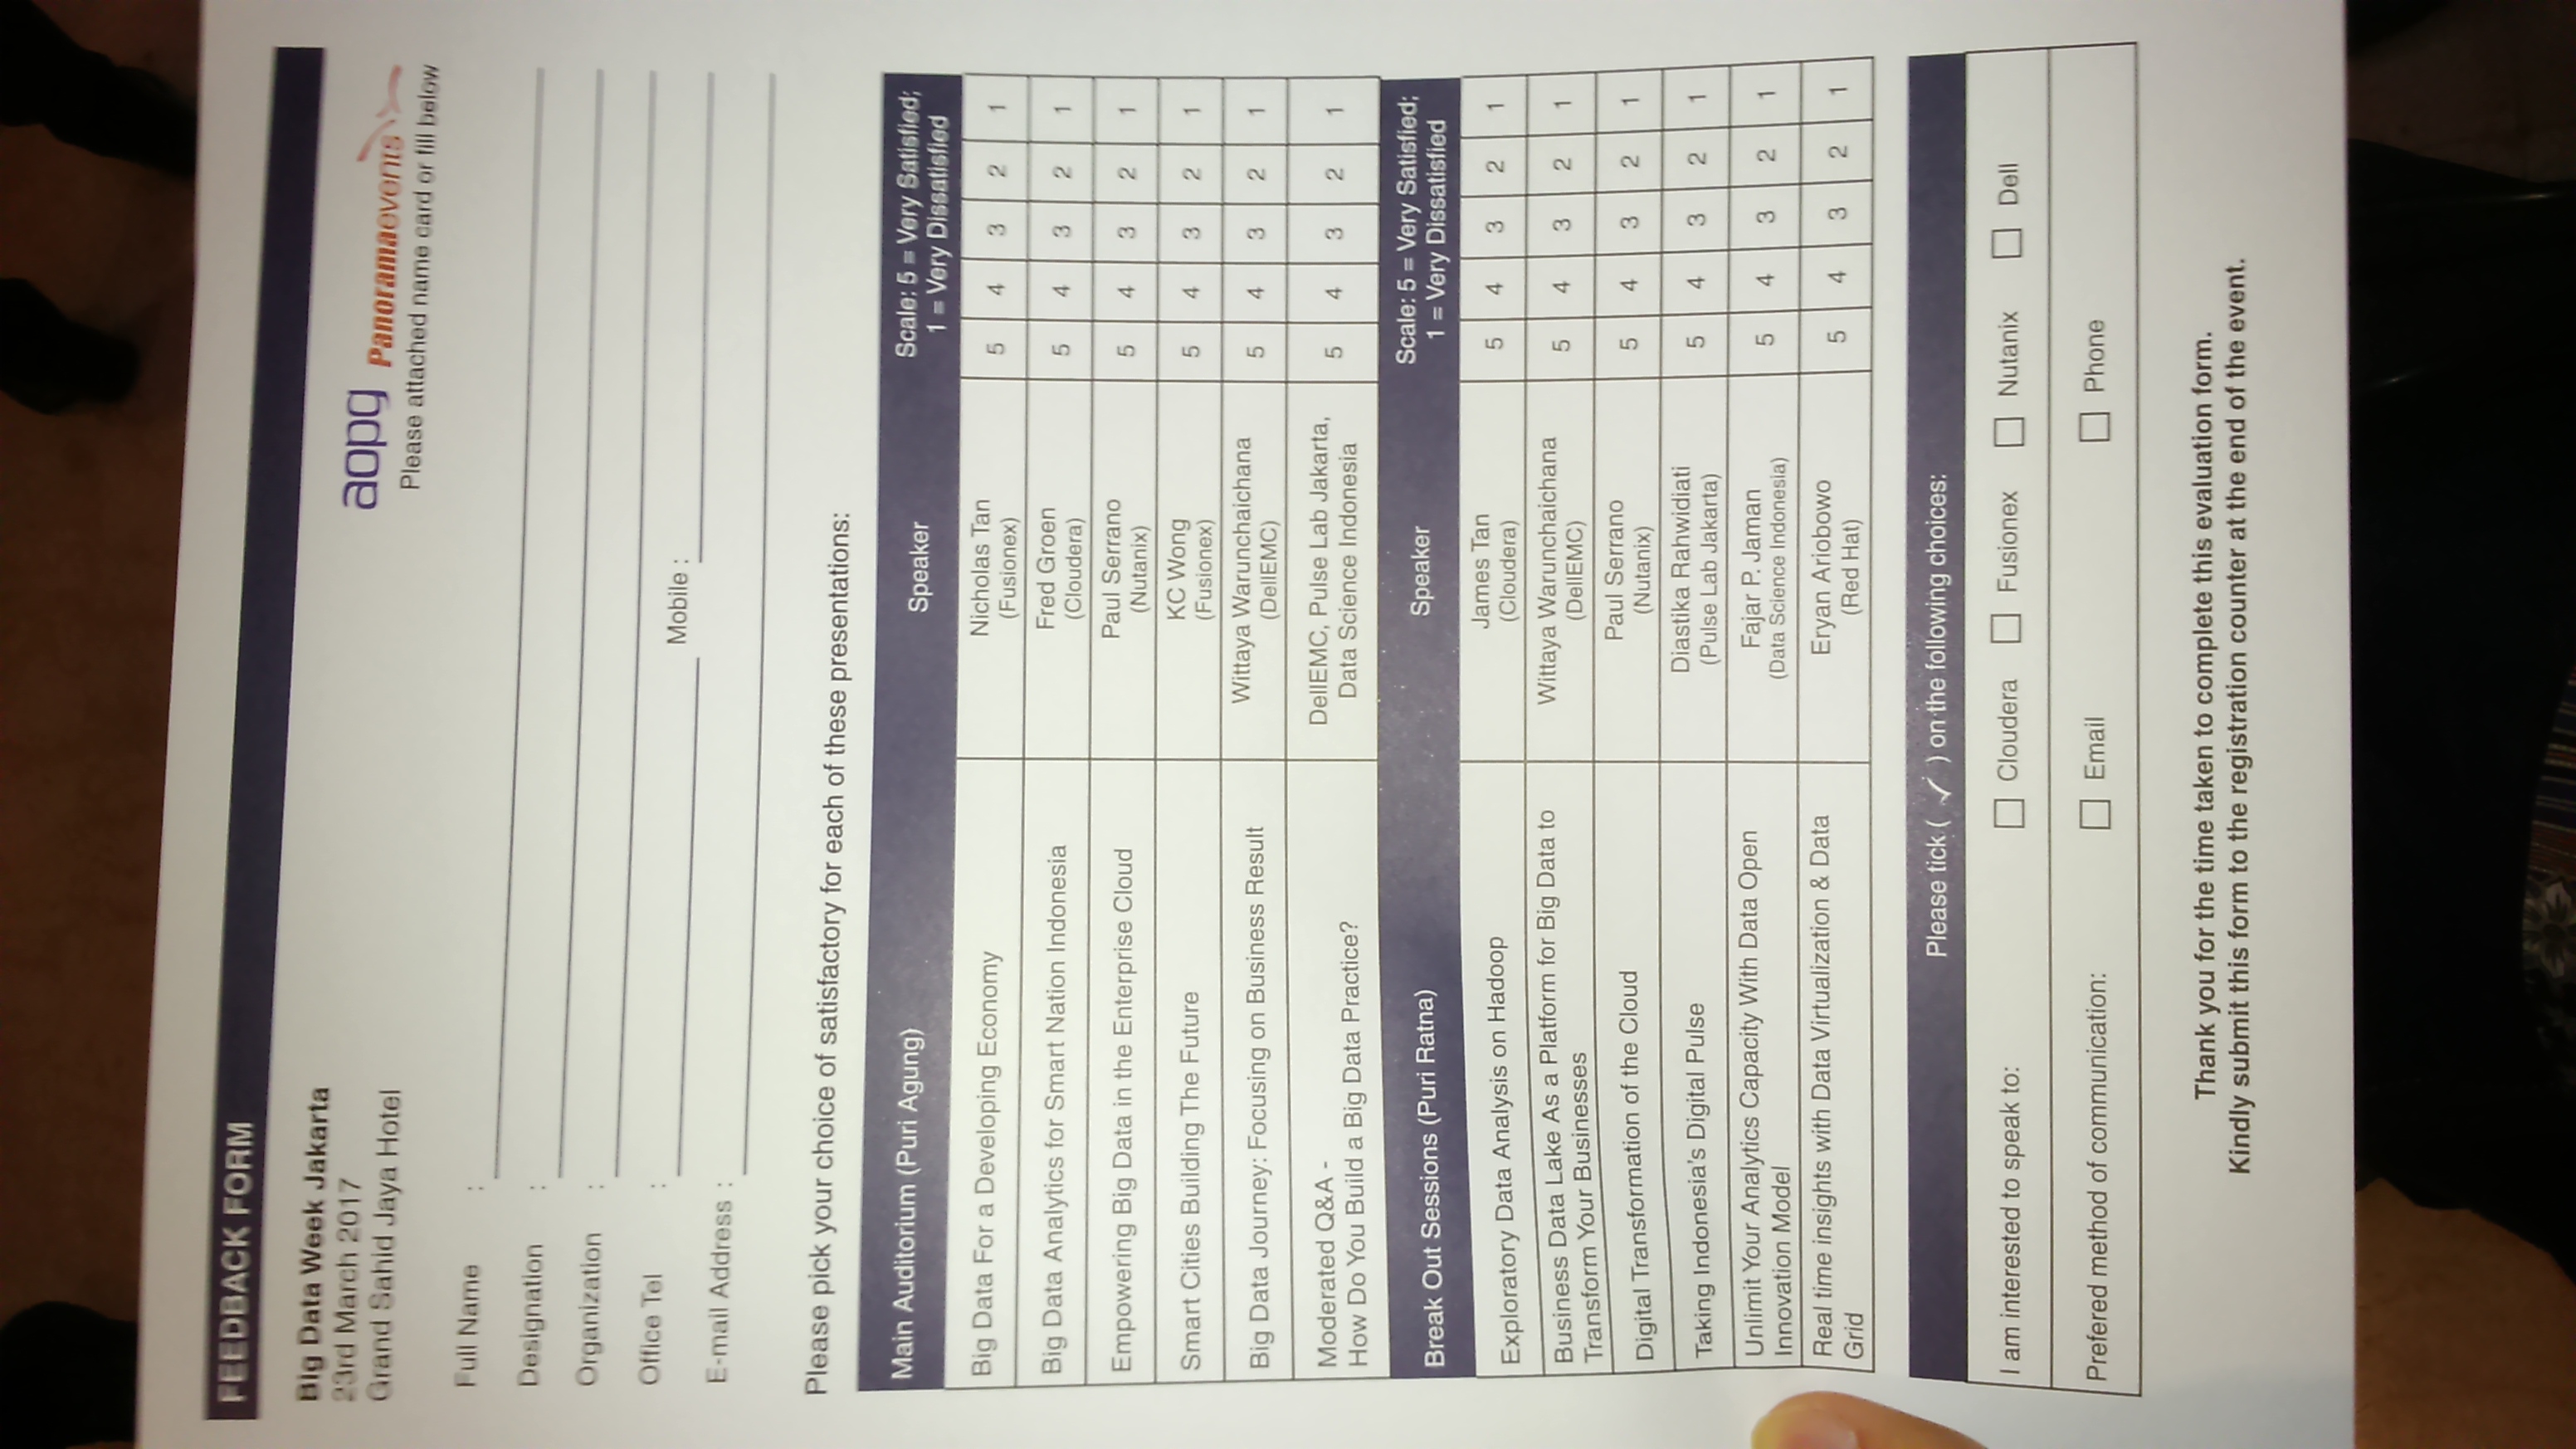 FEEDBACK FORM
Big Data Week Jakarta
23rd March 2017
Grand Sahid Jaya Hotel
aopg Panoramaevents
Please attached name card or fill below
Full Name :
Designation :
Organization :
Office Tel : Mobile :
E-mail Address :
Please pick your choice of satisfactory for each of these presentations:
Main Auditorium (Puri Agung) Speaker Scale: 5 = Very Satisfied;
1 = Very Dissatisfied
Big Data For a Developing Economy Nicholas Tan 5 4 3 2 1
(Fusionex)
Big Data Analytics for Smart Nation Indonesia Fred Groen 5 4 3 2 1
(Cloudera)
Empowering Big Data in the Enterprise Cloud Paul Serrano 5 4 3 2 1
(Nutanix)
Smart Cities Building The Future KC Wong 5 4 3 2 1
(Fusionex)
Big Data Journey: Focusing on Business Result Wittaya Warunchaichana 5 4 3 2 1
(DellEMC)
Moderated Q&A - DellEMC, Pulse Lab Jakarta, 5 4 3 2 1
How Do You Build a Big Data Practice? Data Science Indonesia
Break Out Sessions (Puri Ratna) Speaker Scale: 5 = Very Satisfied;
1 = Very Dissatisfied
Exploratory Data Analysis on Hadoop James Tan 5 4 3 2 1
(Cloudera)
Business Data Lake As a Platform for Big Data to Wittaya Warunchaichana 5 4 3 2 1
Transform Your Businesses (DellEMC)
Digital Transformation of the Cloud Paul Serrano 5 4 3 2 1
(Nutanix)
Taking Indonesia's Digital Pulse Diastika Rahwidiati 5 4 3 2 1
(Pulse Lab Jakarta)
Unlimit Your Analytics Capacity With Data Open Fajar P. Jaman 5 4 3 2 1
Innovation Model (Data Science Indonesia)
Real time insights with Data Virtualization & Data Eryan Ariobowo 5 4 3 2 1
Grid (Red Hat)
Please tick ( ✓ ) on the following choices:
I am interested to speak to: Cloudera Fusionex Nutanix Dell
Prefered method of communication: Email Phone
Thank you for the time taken to complete this evaluation form.
Kindly submit this form to the registration counter at the end of the event.